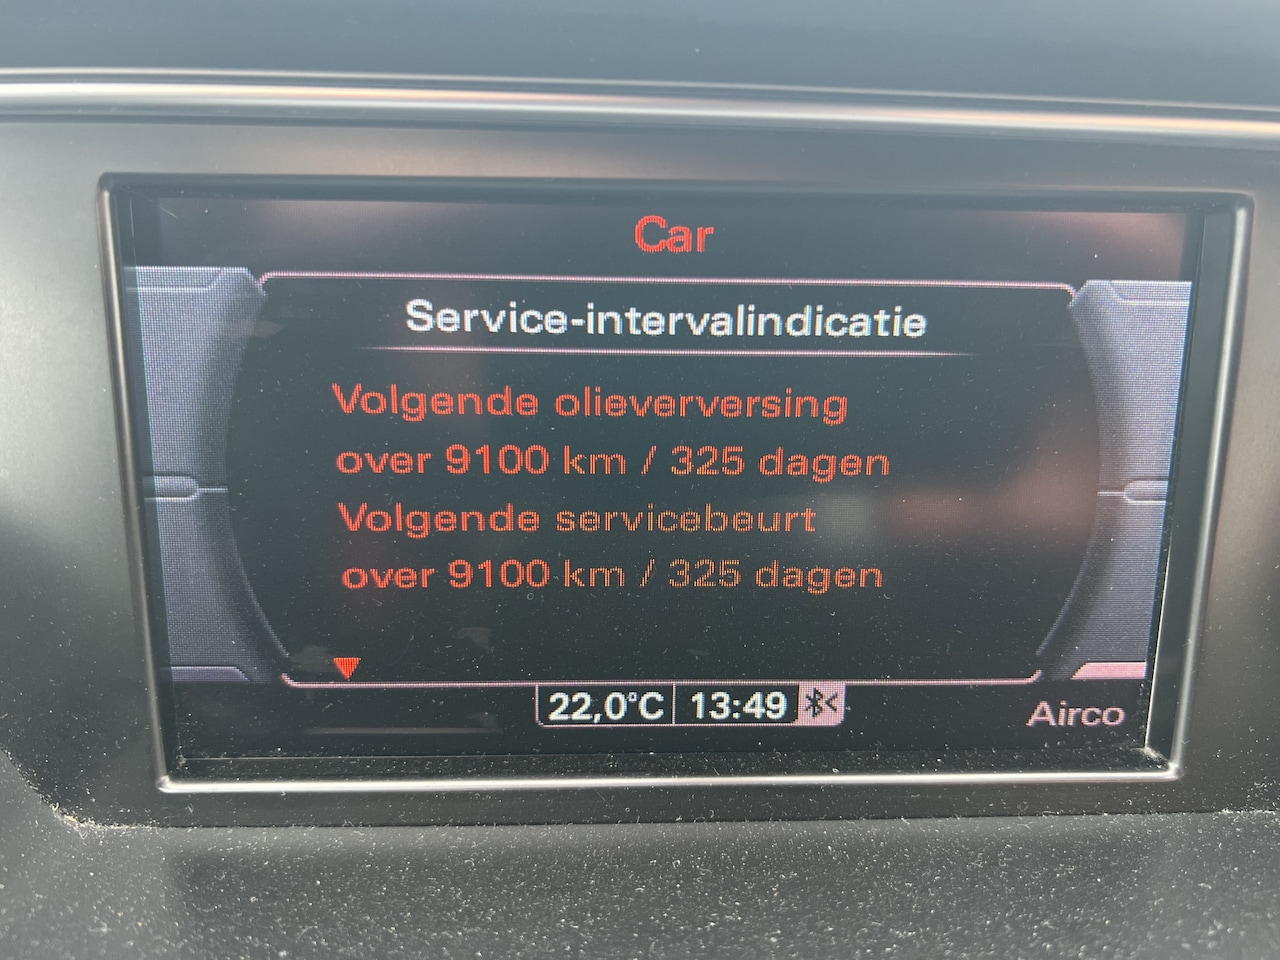 Car
Service-intervalindicatie
Volgende olieverversing
over 9100 km / 325 dagen
Volgende servicebeurt
over 9100 km / 325 dagen
22,0°C 13:49
Airco